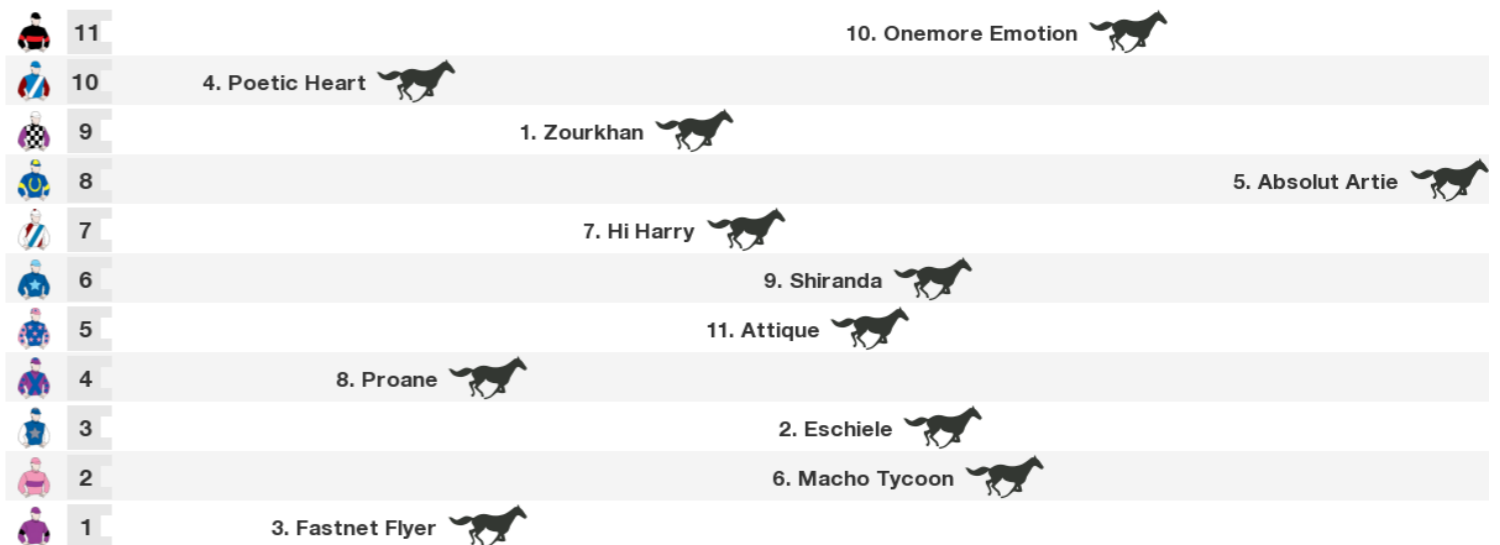 11 10. Onemore Emotion
10 4. Poetic Heart
9 1. Zourkhan
8 5. Absolut Artie
7 7. Hi Harry
6 9. Shiranda
5 11. Attique
4 8. Proane
3 2. Eschiele
2 6. Macho Tycoon
1 3. Fastnet Flyer